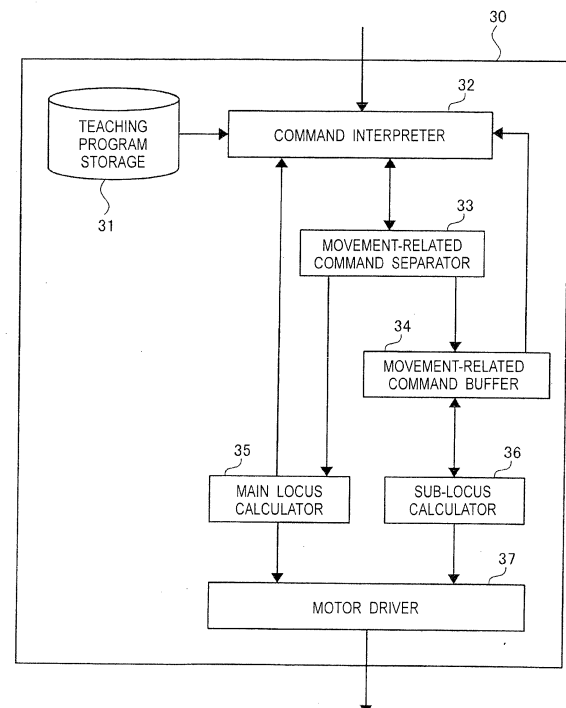 30
32
TEACHING
PROGRAM
STORAGE
COMMAND INTERPRETER
31
33
MOVEMENT-RELATED
COMMAND SEPARATOR
34
MOVEMENT-RELATED
COMMAND BUFFER
35
36
MAIN LOCUS
CALCULATOR
SUB-LOCUS
CALCULATOR
37
MOTOR DRIVER